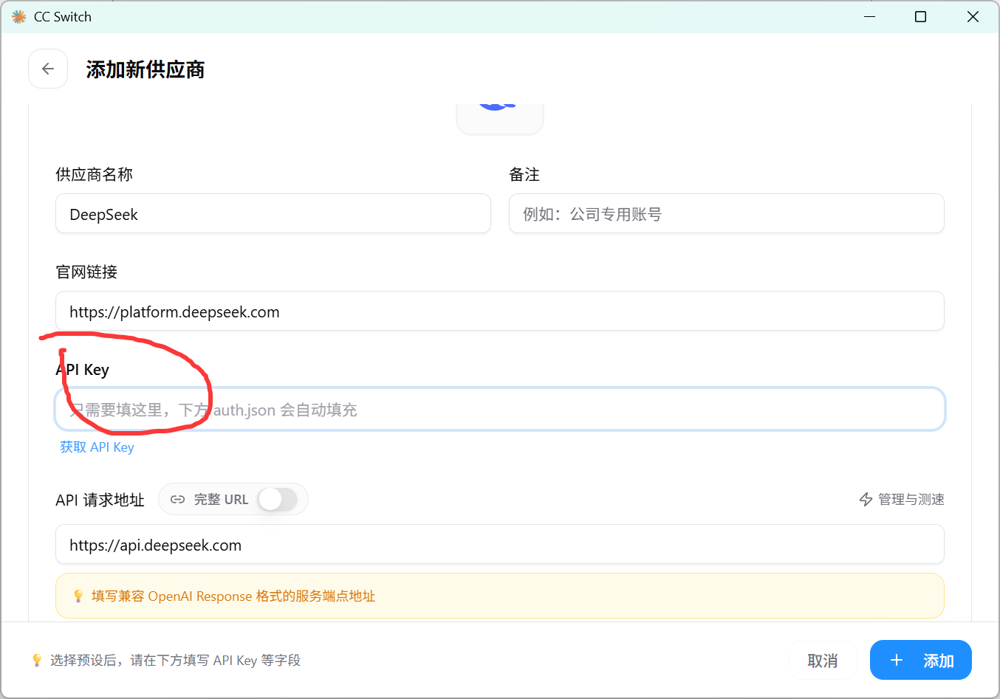 CC Switch
添加新供应商
供应商名称
备注
DeepSeek
例如：公司专用账号
官网链接
https://platform.deepseek.com
API Key
只需要填这里，下方 auth.json 会自动填充
获取 API Key
API 请求地址
完整 URL
管理与测速
https://api.deepseek.com
填写兼容 OpenAI Response 格式的服务端点地址
选择预设后，请在下方填写 API Key 等字段
取消
添加